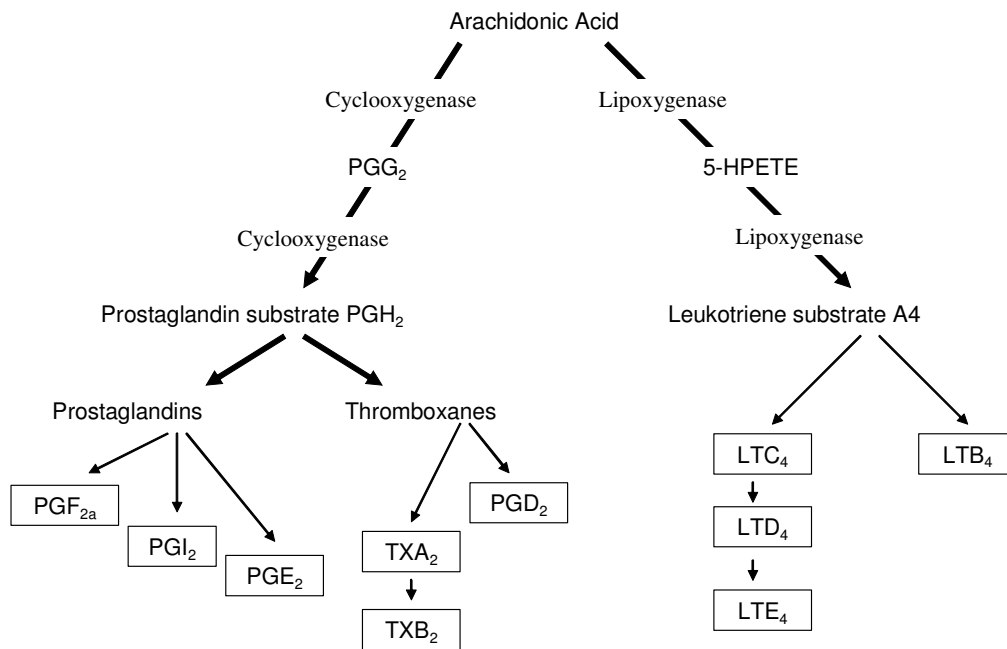 Arachidonic Acid
Cyclooxygenase
Lipoxygenase
PGG₂
5-HPETE
Cyclooxygenase
Lipoxygenase
Prostaglandin substrate PGH₂
Leukotriene substrate A4
Prostaglandins
Thromboxanes
LTC₄
LTB₄
PGF₂ₐ
PGD₂
LTD₄
PGI₂
TXA₂
PGE₂
LTE₄
TXB₂